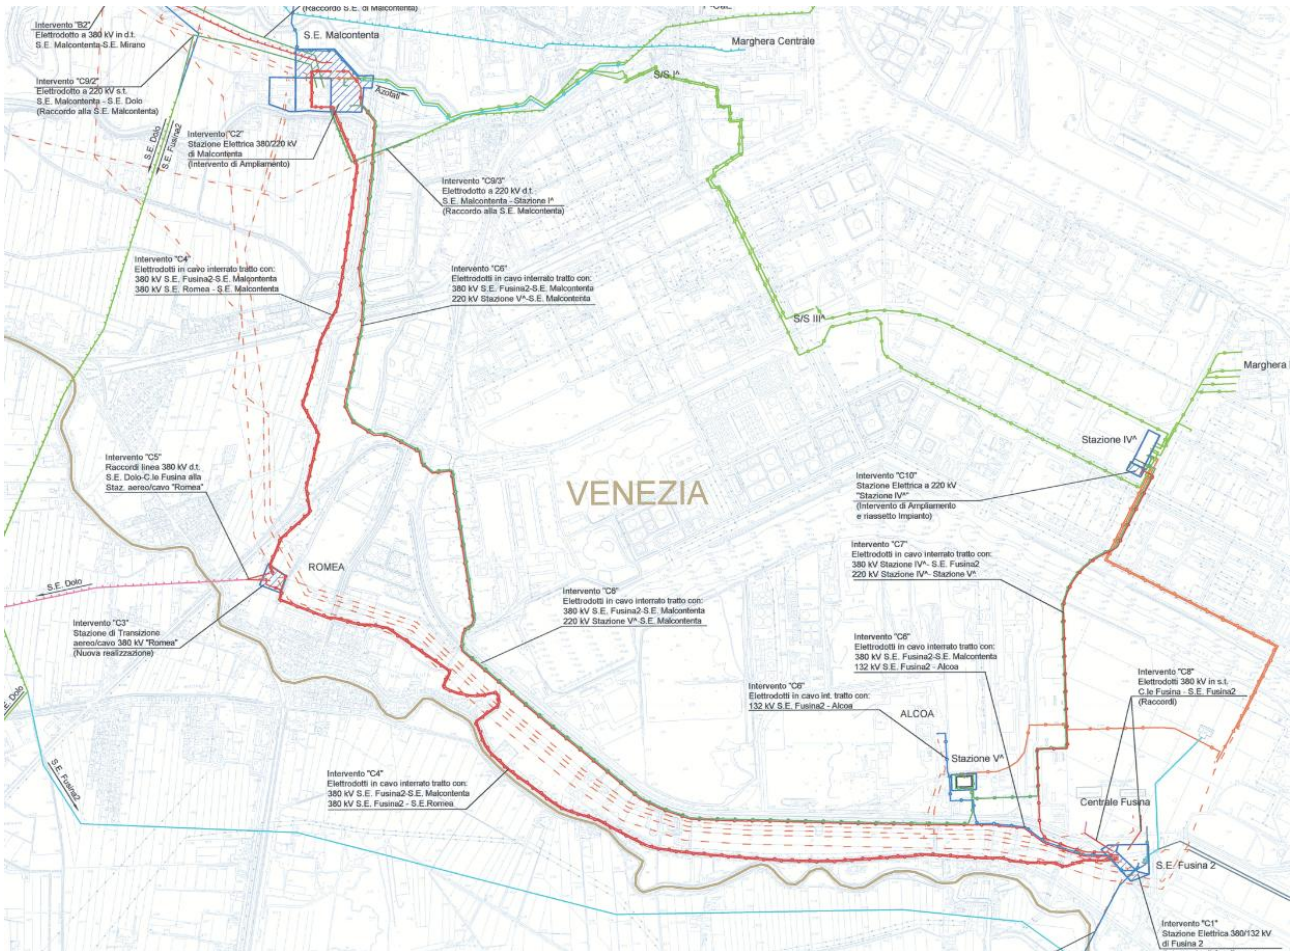 (Raccordo S.E. di Malcontenta)
Intervento "B2"
Elettrodotto a 380 kV in d.t.
S.E. Malcontenta-S.E. Mirano
S.E. Malcontenta
Marghera Centrale
Intervento "C9/2"
Elettrodotto a 220 kV s.t.
S.E. Malcontenta - S.E. Dolo
(Raccordo alla S.E. Malcontenta)
S/S I^
Azotati
S.E. Dolo
S.E. Fusina2
Intervento "C2"
Stazione Elettrica 380/220 kV
di Malcontenta
(Intervento di Ampliamento)
Intervento "C9/3"
Elettrodotto a 220 kV d.t.
S.E. Malcontenta - Stazione I^
(Raccordo alla S.E. Malcontenta)
Intervento "C4"
Elettrodotti in cavo interrato tratto con:
380 kV S.E. Fusina2-S.E. Malcontenta
380 kV S.E. Romea - S.E. Malcontenta
Intervento "C6"
Elettrodotti in cavo interrato tratto con:
380 kV S.E. Fusina2-S.E. Malcontenta
220 kV Stazione V^-S.E. Malcontenta
S/S III^
Marghera
Stazione IV^
Intervento "C5"
Raccordi linea 380 kV d.t.
S.E. Dolo-C.le Fusina alla
Staz. aereo/cavo "Romea"
VENEZIA
Intervento "C10"
Stazione Elettrica a 220 kV
"Stazione IV^"
(Intervento di Ampliamento
e riassetto Impianto)
Intervento "C7"
Elettrodotti in cavo interrato tratto con:
380 kV Stazione IV^- S.E. Fusina2
220 kV Stazione IV^- Stazione V^
ROMEA
S.E. Dolo
Intervento "C6"
Elettrodotti in cavo interrato tratto con:
380 kV S.E. Fusina2-S.E. Malcontenta
220 kV Stazione V^-S.E. Malcontenta
Intervento "C3"
Stazione di Transizione
aereo/cavo 380 kV "Romea"
(Nuova realizzazione)
Intervento "C6"
Elettrodotti in cavo interrato tratto con:
380 kV S.E. Fusina2-S.E. Malcontenta
132 kV S.E. Fusina2 - Alcoa
Intervento "C8"
Elettrodotti 380 kV in s.t.
C.le Fusina - S.E. Fusina2
(Raccordi)
Intervento "C6"
Elettrodotti in cavo int. tratto con:
132 kV S.E. Fusina2 - Alcoa
S.E. Dolo
ALCOA
Stazione V^
S.E. Fusina2
Intervento "C4"
Elettrodotti in cavo interrato tratto con:
380 kV S.E. Fusina2-S.E. Malcontenta
380 kV S.E. Fusina2 - S.E.Romea
Centrale Fusina
S.E. Fusina 2
Intervento "C1"
Stazione Elettrica 380/132 kV
di Fusina 2